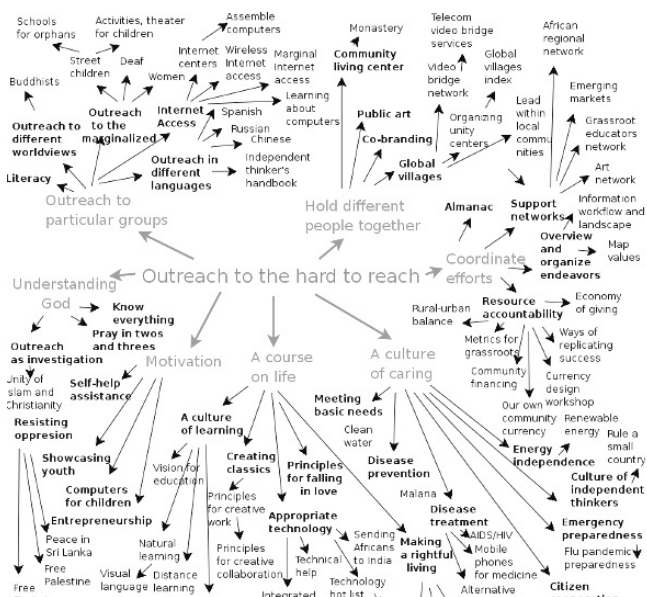 Schools
for orphans
Activities, theater
for children
Assemble
computers
Monastery
Telecom
video bridge
services
African
regional
network
Street
children
Deaf
Women
Internet
centers
Wireless
Internet
access
Marginal
Internet
access
Community
living center
Video
bridge
network
Global
villages
index
Buddhists
Outreach
to the
marginalized
Internet
Access
Learning
about
computers
Spanish
Russian
Chinese
Public art
Co-branding
Organizing
unity
centers
Lead
within
local
commu
nities
Emerging
markets
Grassroot
educators
network
Outreach to
different
worldviews
Outreach in
different
languages
Independent
thinker's
handbook
Global
villages
Art
network
Literacy
Outreach to
particular groups
Hold different
people together
Almanac
Support
networks
Information
workflow and
landscape
Overview
and
organize
endeavors
Map
values
Outreach to the hard to reach
Coordinate
efforts
Understanding
God
Know
everything
Pray in twos
and threes
Rural-urban
balance
Resource
accountability
Economy
of giving
Outreach
as investigation
Motivation
A course
on life
A culture
of caring
Metrics for
grassroots
Community
financing
Ways of
replicating
success
Currency
design
workshop
Unity of
Islam and
Christianity
Self-help
assistance
Meeting
basic needs
Our own
community
currency
Renewable
energy
Resisting
oppresion
A culture
of learning
Clean
water
Rule a
small
country
Showcasing
youth
Vision for
education
Creating
classics
Principles
for falling
in love
Disease
prevention
Energy
independence
Culture of
independent
thinkers
Computers
for children
Principles
for creative
work
Malaria
Entrepreneurship
Appropriate
technology
Disease
treatment
Emergency
preparedness
Peace in
Sri Lanka
Natural
learning
Principles
for creative
collaboration
Sending
Africans
to India
Making
a rightful
living
AIDS/HIV
Mobile
phones
for medicine
Flu pandemic
preparedness
Free
Palestine
Visual
language
Distance
learning
Technical
help
Technology
hot list
Alternative
Citizen
Free
Integrated